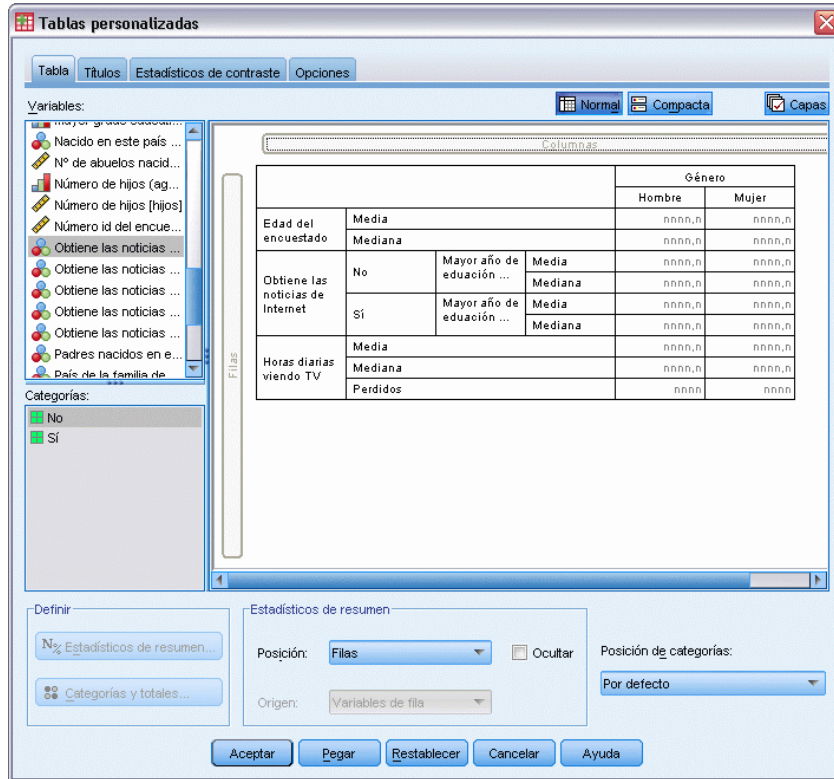 Tablas personalizadas
Tabla
Títulos
Estadísticos de contraste
Opciones
Variables:
Normal
Compacta
Capas
Nacido en este país ...
Nº de abuelos nacid...
Número de hijos (ag...
Número de hijos [hijos]
Número id del encue...
Obtiene las noticias ...
Obtiene las noticias ...
Obtiene las noticias ...
Obtiene las noticias ...
Obtiene las noticias ...
Padres nacidos en e...
País de la familia de
Categorías:
No
Sí
Columnas
Filas
Género
Hombre Mujer
Edad del encuestado
Media nnnn,n nnnn,n
Mediana nnnn,n nnnn,n
Obtiene las noticias de Internet
No
Mayor año de eduación ...
Media nnnn,n nnnn,n
Mediana nnnn,n nnnn,n
Sí
Mayor año de eduación ...
Media nnnn,n nnnn,n
Mediana nnnn,n nnnn,n
Horas diarias viendo TV
Media nnnn,n nnnn,n
Mediana nnnn,n nnnn,n
Perdidos nnnn nnnn
Definir
N% Estadísticos de resumen...
Categorías y totales...
Estadísticos de resumen
Posición: Filas
Ocultar
Origen: Variables de fila
Posición de categorías:
Por defecto
Aceptar
Pegar
Restablecer
Cancelar
Ayuda